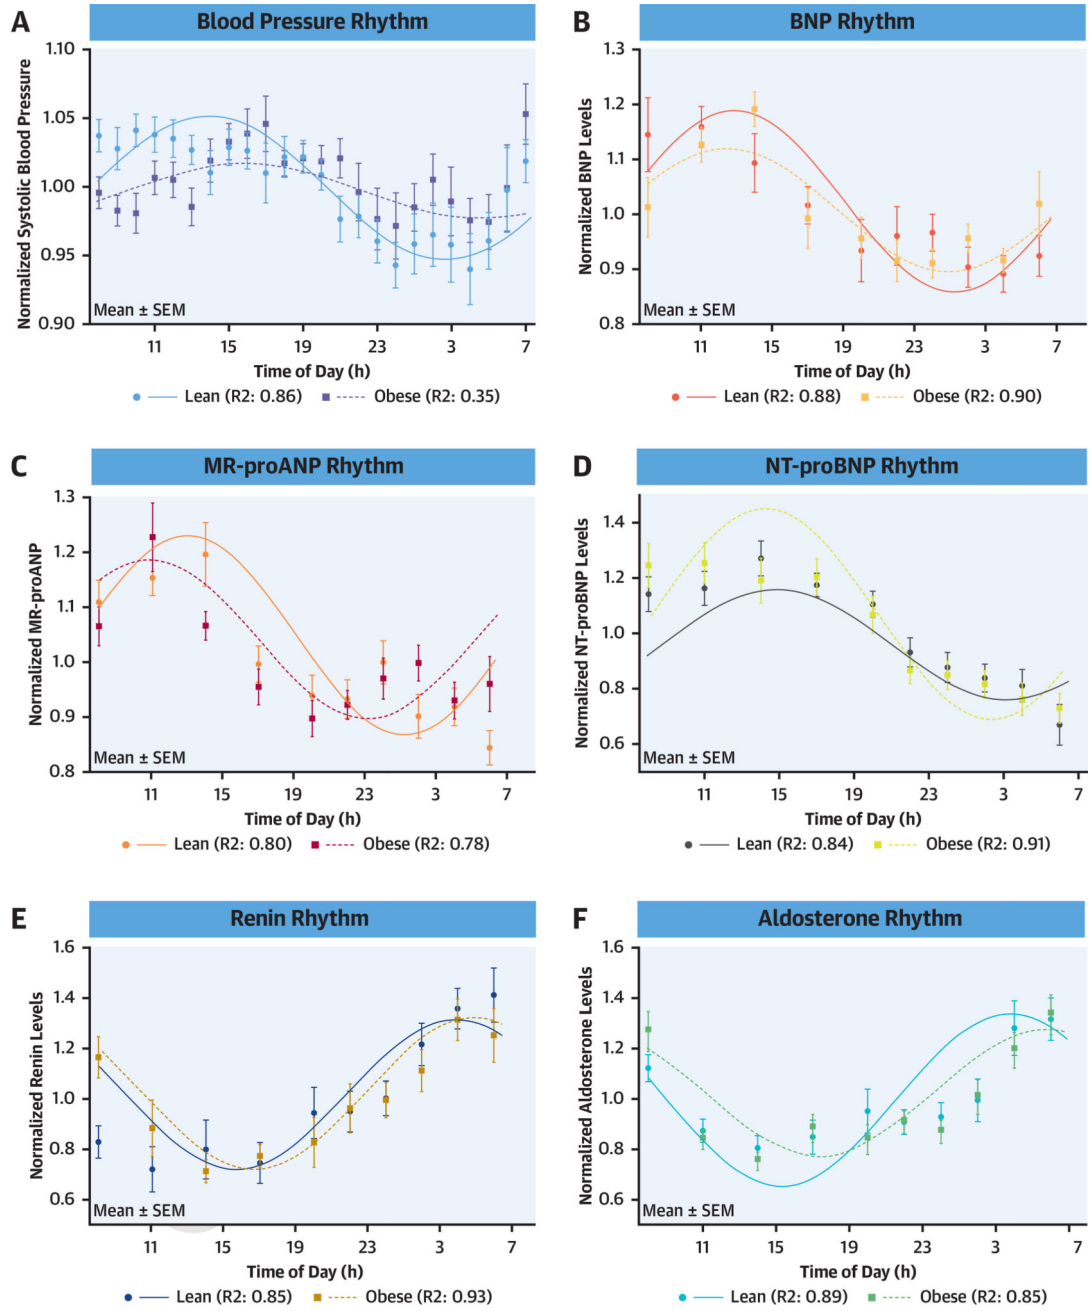 A Blood Pressure Rhythm
Normalized Systolic Blood Pressure
1.10
1.05
1.00
0.95
0.90
Mean ± SEM
11 15 19 23 3 7
Time of Day (h)
Lean (R2: 0.86) Obese (R2: 0.35)
B BNP Rhythm
Normalized BNP Levels
1.3
1.2
1.1
1.0
0.9
0.8
Mean ± SEM
11 15 19 23 3 7
Time of Day (h)
Lean (R2: 0.88) Obese (R2: 0.90)
C MR-proANP Rhythm
Normalized MR-proANP
1.3
1.2
1.1
1.0
0.9
0.8
Mean ± SEM
11 15 19 23 3 7
Time of Day (h)
Lean (R2: 0.80) Obese (R2: 0.78)
D NT-proBNP Rhythm
Normalized NT-proBNP Levels
1.4
1.2
1.0
0.8
0.6
Mean ± SEM
11 15 19 23 3 7
Time of Day (h)
Lean (R2: 0.84) Obese (R2: 0.91)
E Renin Rhythm
Normalized Renin Levels
1.6
1.4
1.2
1.0
0.8
0.6
Mean ± SEM
11 15 19 23 3 7
Time of Day (h)
Lean (R2: 0.85) Obese (R2: 0.93)
F Aldosterone Rhythm
Normalized Aldosterone Levels
1.6
1.4
1.2
1.0
0.8
0.6
Mean ± SEM
11 15 19 23 3 7
Time of Day (h)
Lean (R2: 0.89) Obese (R2: 0.85)